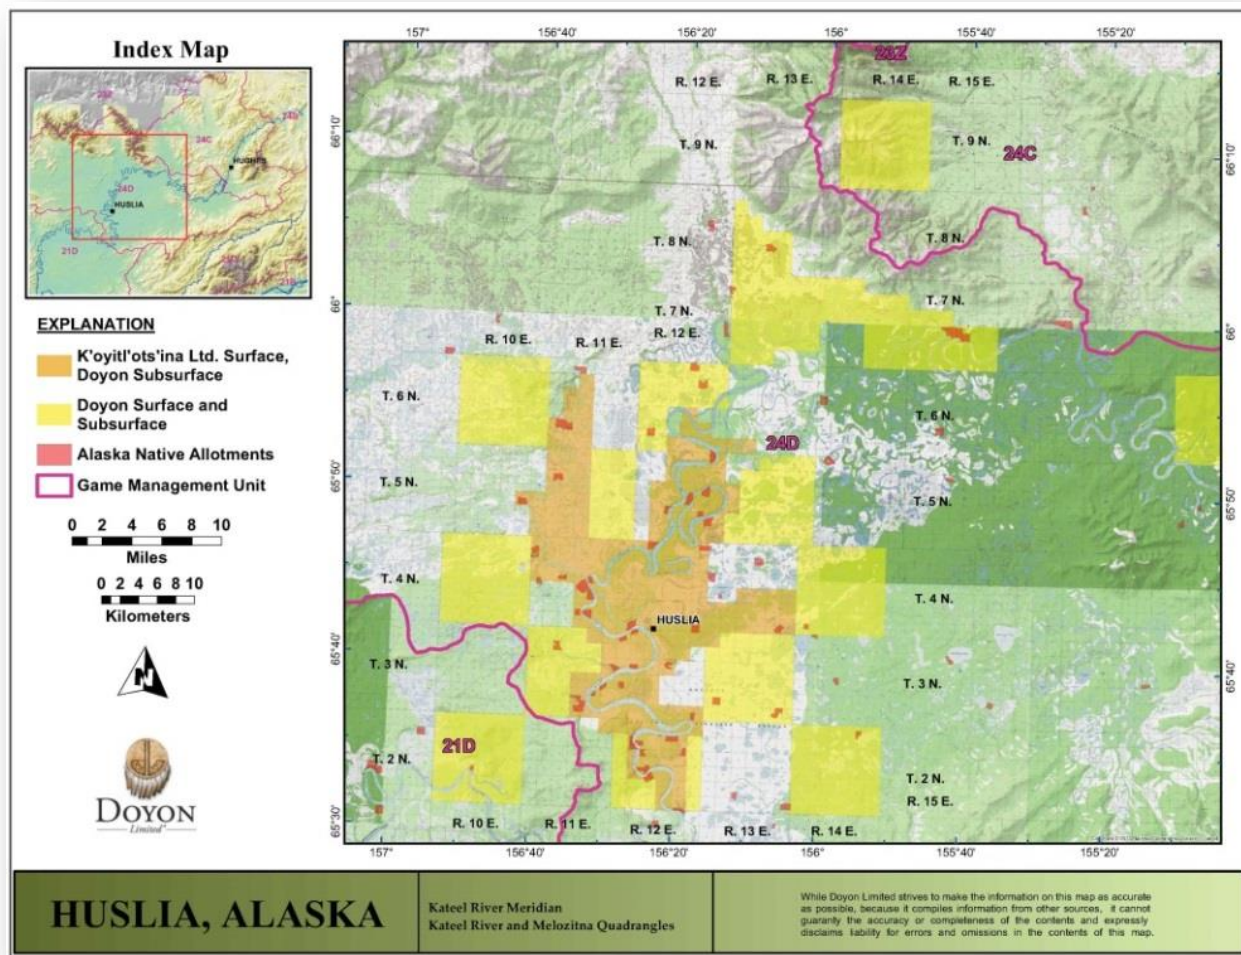 Index Map
23Z
24B
24C
HUGHES
24D
HUSLIA
21D
EXPLANATION
K'oyitl'ots'ina Ltd. Surface,
Doyon Subsurface
Doyon Surface and
Subsurface
Alaska Native Allotments
Game Management Unit
0 2 4 6 8 10
Miles
0 2 4 6 8 10
Kilometers
N
DOYON
Limited
157° 156°40' 156°20' 156° 155°40' 155°20'
23Z
R. 12 E. R. 13 E. R. 14 E. R. 15 E.
66°10' 66°10'
T. 9 N. T. 9 N.
24C
T. 8 N. T. 8 N.
66° 66°
T. 7 N. T. 7 N.
R. 10 E. R. 11 E. R. 12 E.
T. 6 N. T. 6 N.
24D
65°50' 65°50'
T. 5 N. T. 5 N.
T. 4 N. T. 4 N.
HUSLIA
65°40' 65°40'
T. 3 N. T. 3 N.
21D
T. 2 N. T. 2 N.
R. 15 E.
65°30'
R. 10 E. R. 11 E. R. 12 E. R. 13 E. R. 14 E.
157° 156°40' 156°20' 156° 155°40' 155°20'
HUSLIA, ALASKA
Kateel River Meridian
Kateel River and Melozitna Quadrangles
While Doyon Limited strives to make the information on this map as accurate
as possible, because it compiles information from other sources, it cannot
guaranty the accuracy or completeness of the contents and expressly
disclaims liability for errors and omissions in the contents of this map.